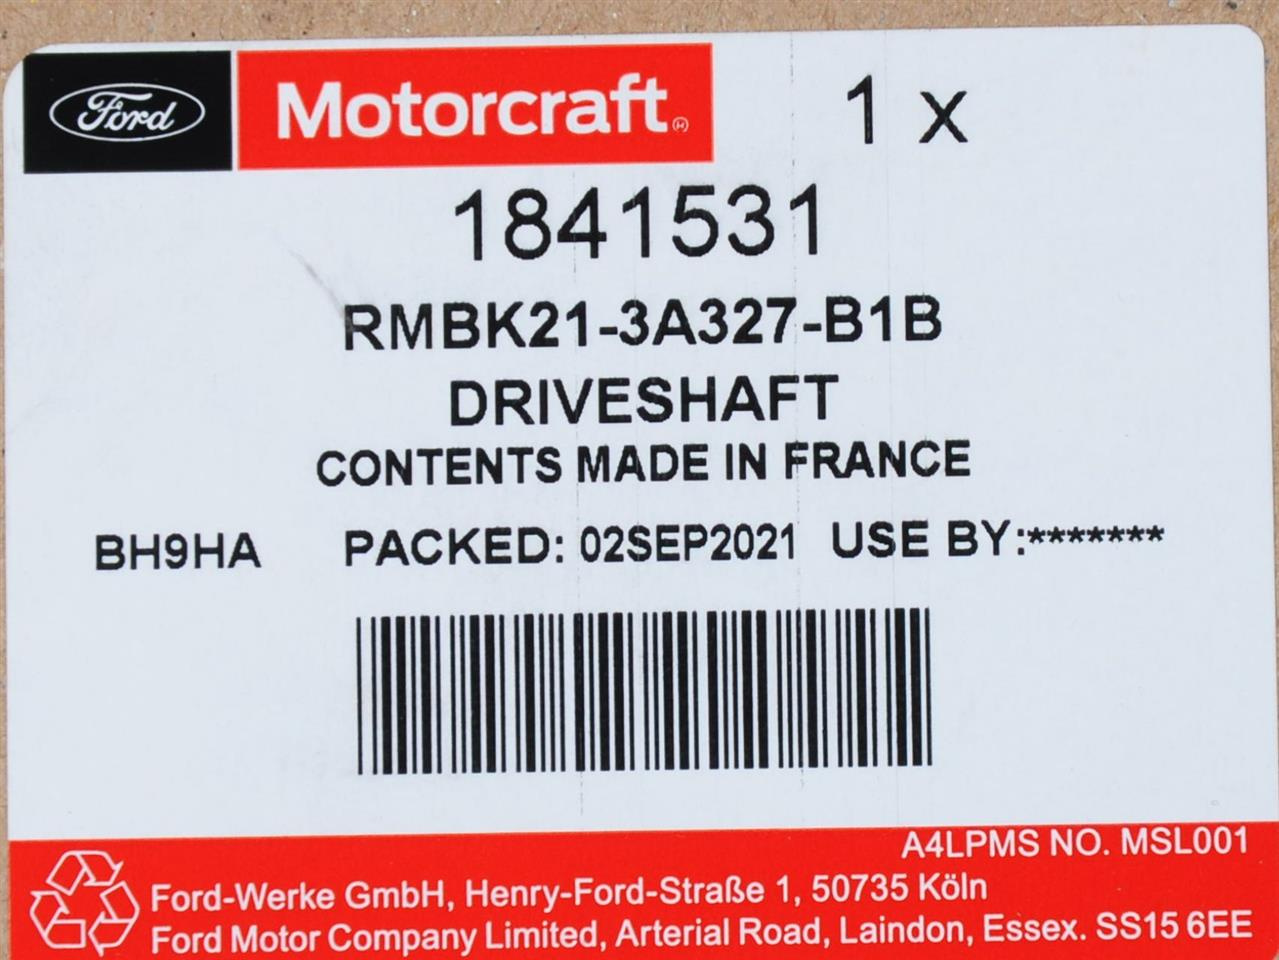 Ford Motorcraft 1 x
1841531
RMBK21-3A327-B1B
DRIVESHAFT
CONTENTS MADE IN FRANCE
BH9HA PACKED: 02SEP2021 USE BY:*******
A4LPMS NO. MSL001
Ford-Werke GmbH, Henry-Ford-Straße 1, 50735 Köln
Ford Motor Company Limited, Arterial Road, Laindon, Essex. SS15 6EE